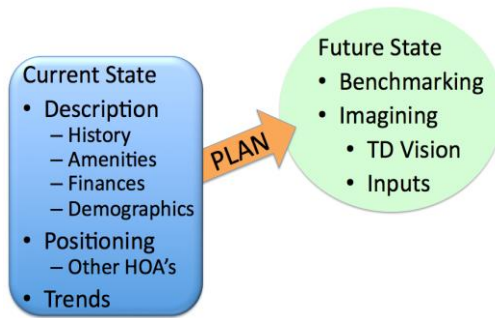 Current State
• Description
– History
– Amenities
– Finances
– Demographics
• Positioning
– Other HOA's
• Trends
PLAN
Future State
• Benchmarking
• Imagining
• TD Vision
• Inputs